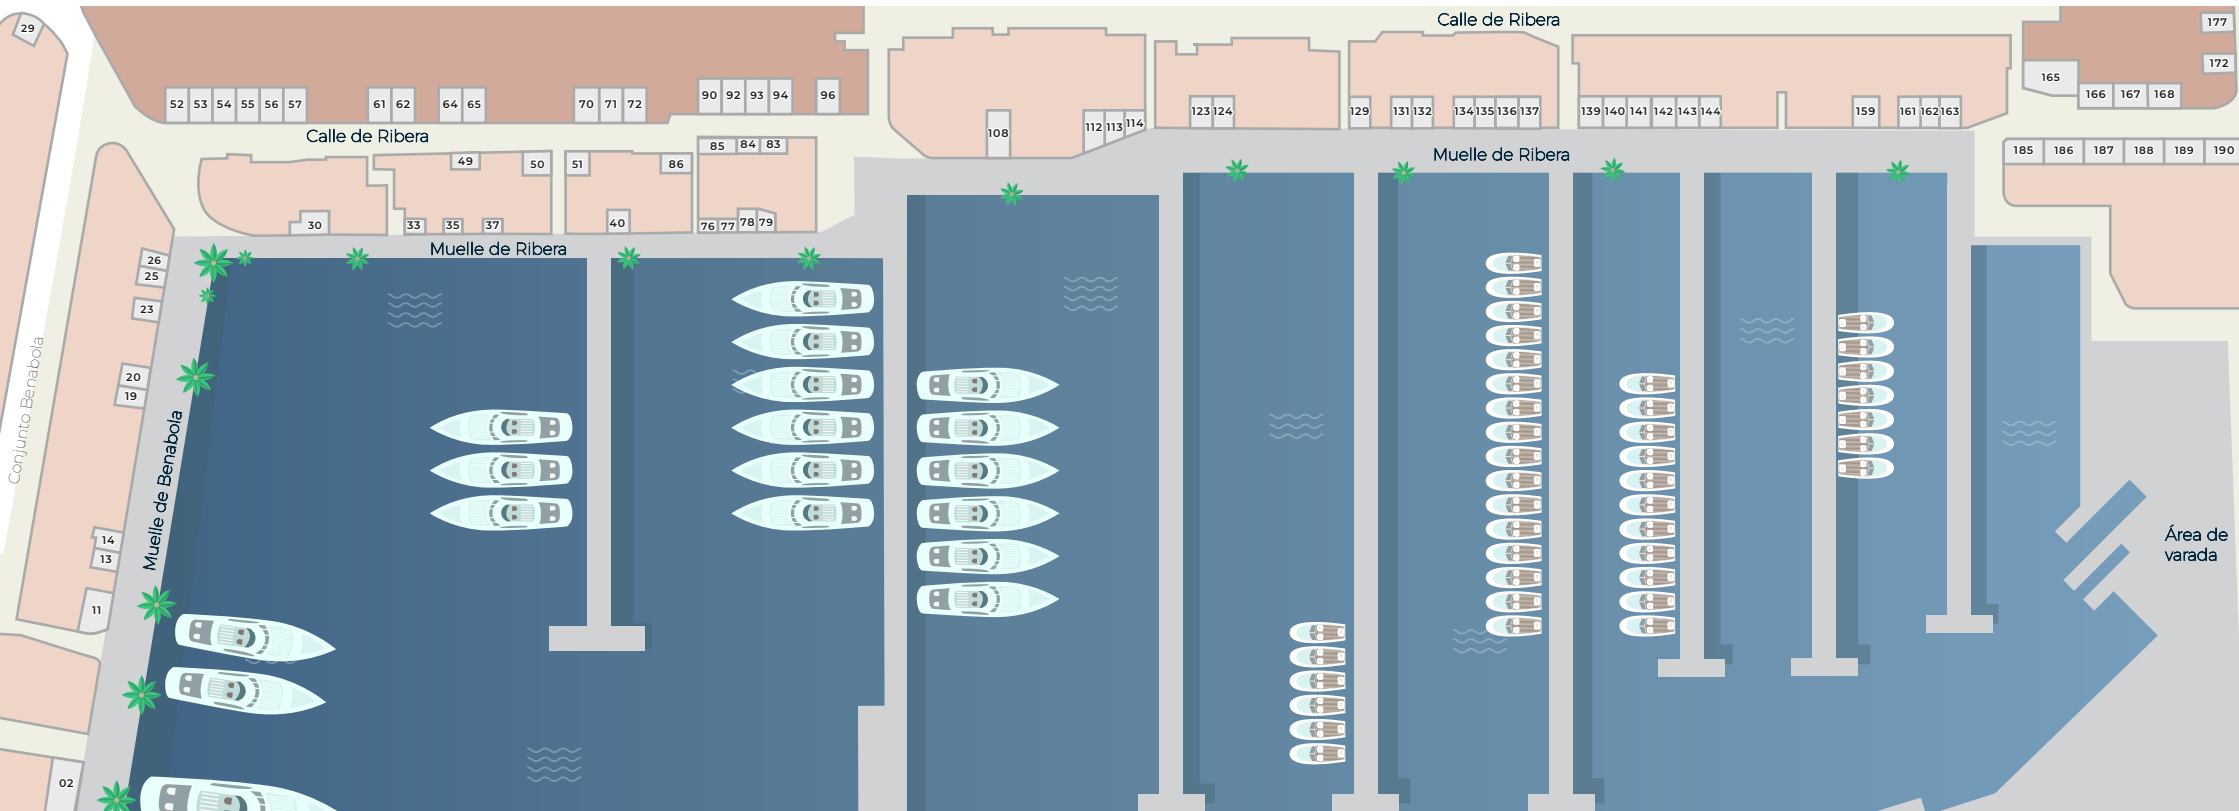 29
Calle de Ribera
177
172
165
166 167 168
52 53 54 55 56 57 61 62 64 65 70 71 72 90 92 93 94 96
108 112 113 114 123 124 129 131 132 134 135 136 137 139 140 141 142 143 144 159 161 162 163
Calle de Ribera
Muelle de Ribera
185 186 187 188 189 190
49 50 51 86 85 84 83
30 33 35 37 40 76 77 78 79
Muelle de Ribera
26
25
23
20
19
14
13
11
02
Conjunto Benabola
Muelle de Benabola
Área de
varada